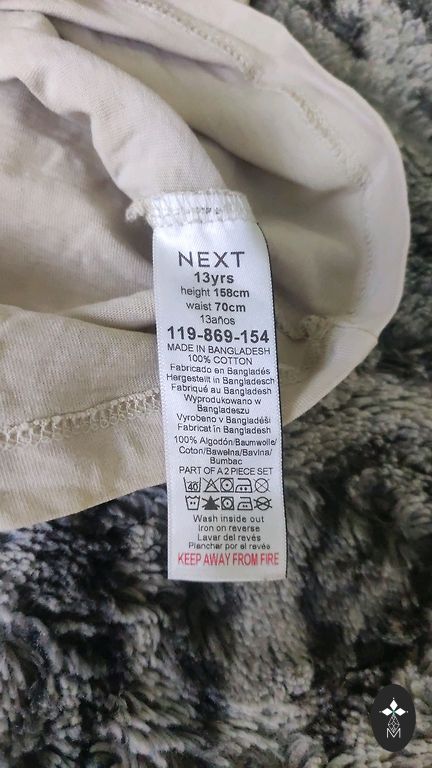 NEXT
13yrs
height 158cm
waist 70cm
13años
119-869-154
MADE IN BANGLADESH
100% COTTON
Fabricado en Bangladés
Hergestellt in Bangladesch
Fabriqué au Bangladesh
Wyprodukowano w
Bangladeszu
Vyrobeno v Bangladéši
Fabricat în Bangladesh
100% Algodón/Baumwolle/
Coton/Bawełna/Bavlna/
Bumbac
PART OF A 2 PIECE SET
40
Wash inside out
Iron on reverse
Lavar del revés
Planchar por el revés
KEEP AWAY FROM FIRE
M